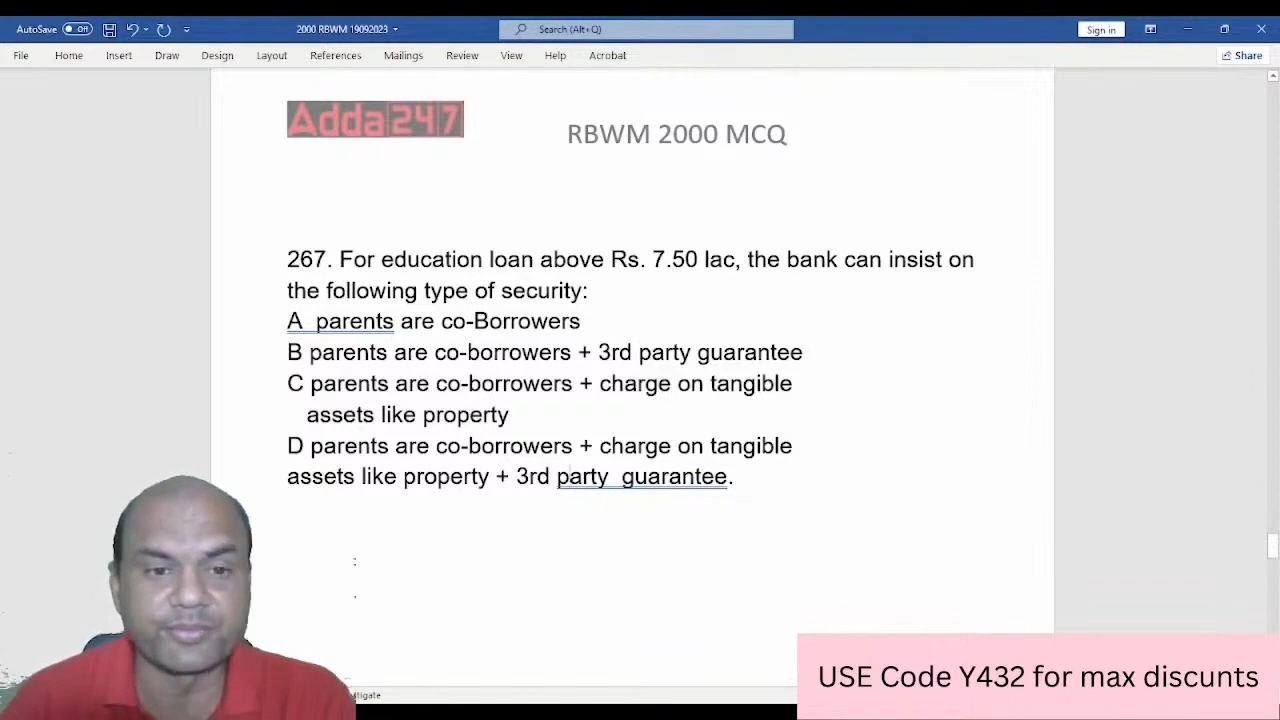 AutoSave Off 2000 RBWM 19092023 Search (Alt+Q) Sign in
File Home Insert Draw Design Layout References Mailings Review View Help Acrobat Share
Adda247
RBWM 2000 MCQ
267. For education loan above Rs. 7.50 lac, the bank can insist on
the following type of security:
A parents are co-Borrowers
B parents are co-borrowers + 3rd party guarantee
C parents are co-borrowers + charge on tangible
assets like property
D parents are co-borrowers + charge on tangible
assets like property + 3rd party guarantee.
:
.
USE Code Y432 for max discunts